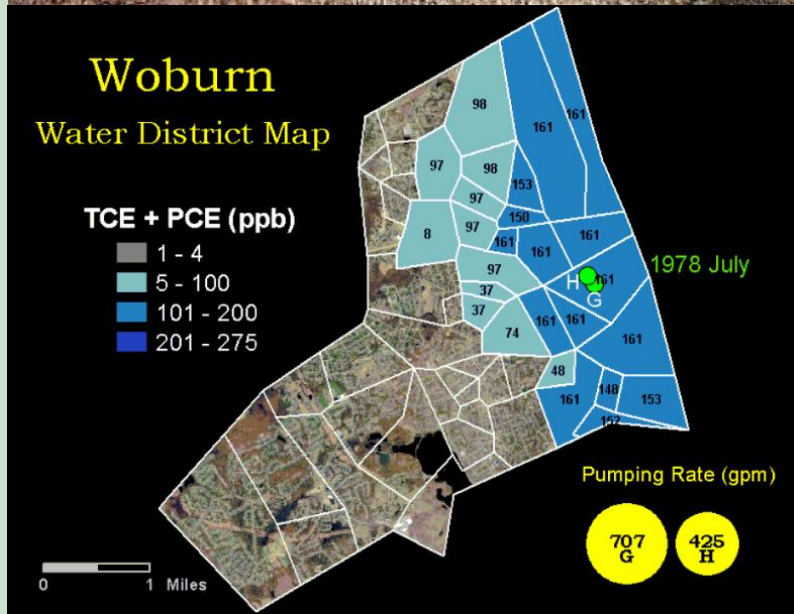 Woburn
Water District Map
TCE + PCE (ppb)
1 - 4
5 - 100
101 - 200
201 - 275
98
161
161
97
98
153
97
150
8
97
161
161
161
97
H
161
G
1978 July
37
37
74
161
161
161
48
161
148
153
152
Pumping Rate (gpm)
707
G
425
H
0 1 Miles